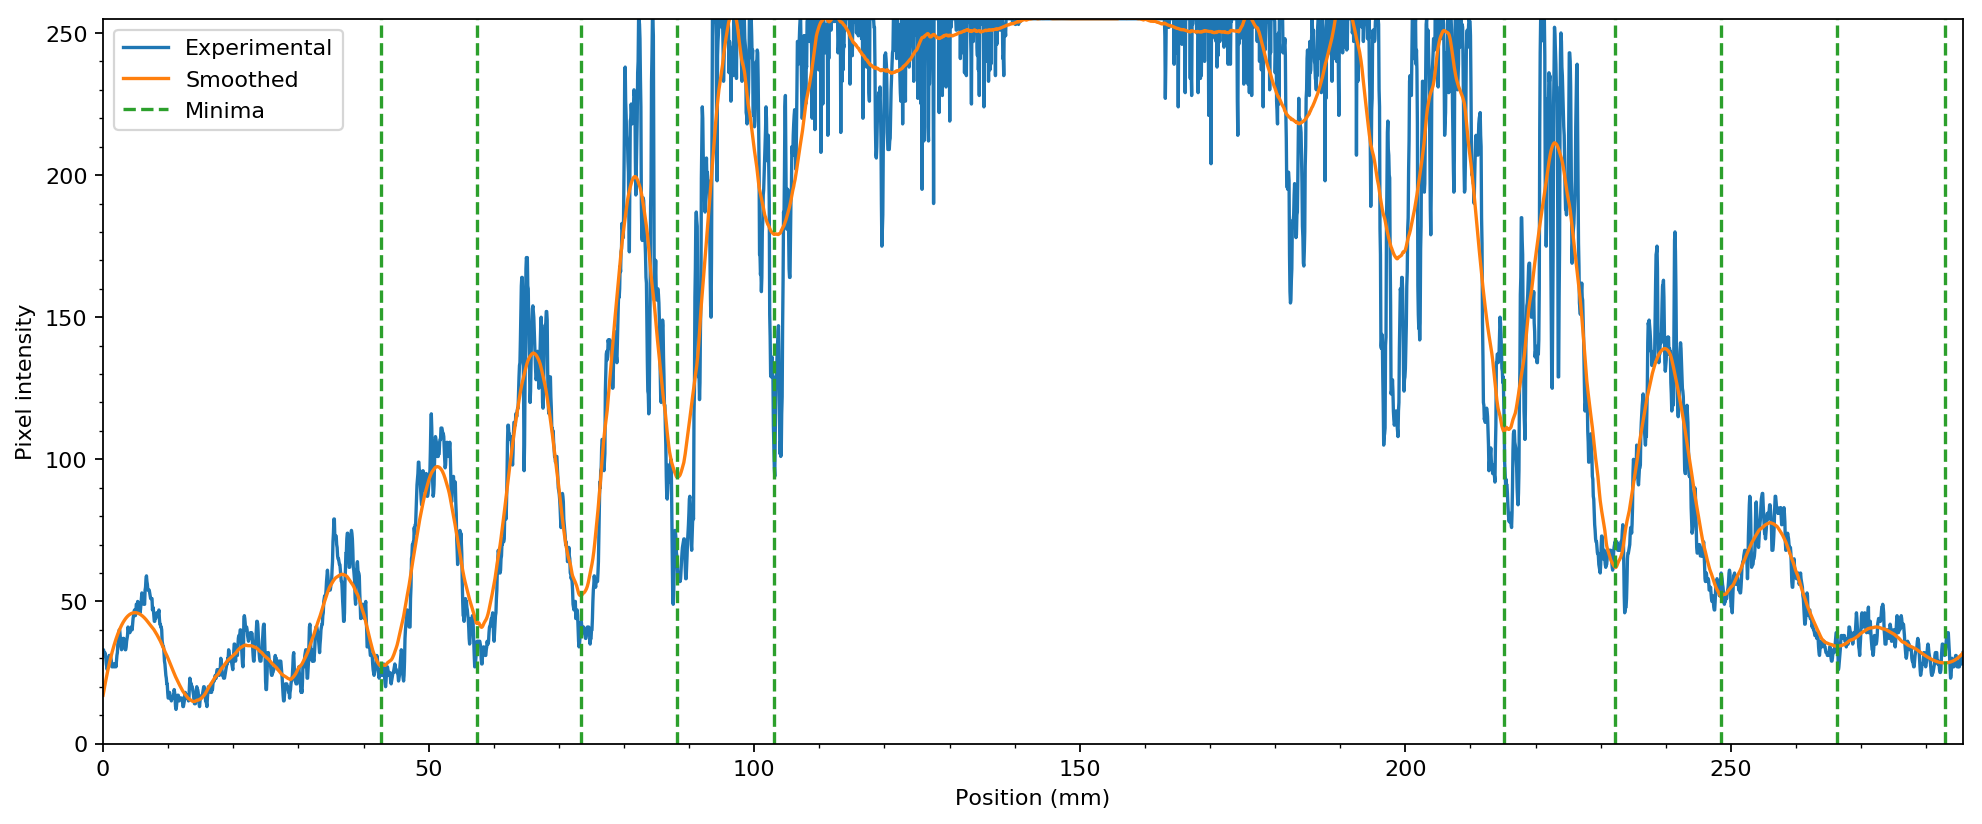 Experimental
Smoothed
Minima
250
200
150
100
50
0
Pixel intensity
0 50 100 150 200 250
Position (mm)